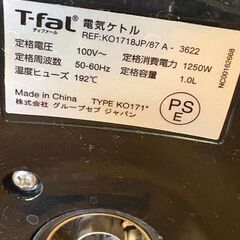 T-fal 電気ケトル
ティファール
REF:KO1718JP/87 A - 3622
定格電圧 100V~ 定格消費電力 1250W
定格周波数 50-60Hz 定格容量 1.0L
温度ヒューズ 192℃
Made in China TYPE KO171*
株式会社 グループセブ ジャパン
PS
E
NC00162668